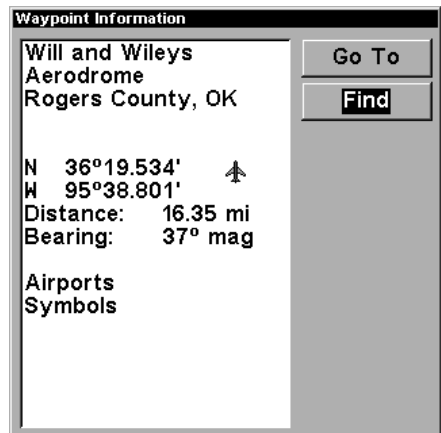 Waypoint Information
Will and Wileys
Aerodrome
Rogers County, OK
N 36º19.534'
W 95º38.801'
Distance: 16.35 mi
Bearing: 37º mag
Airports
Symbols
Go To
Find